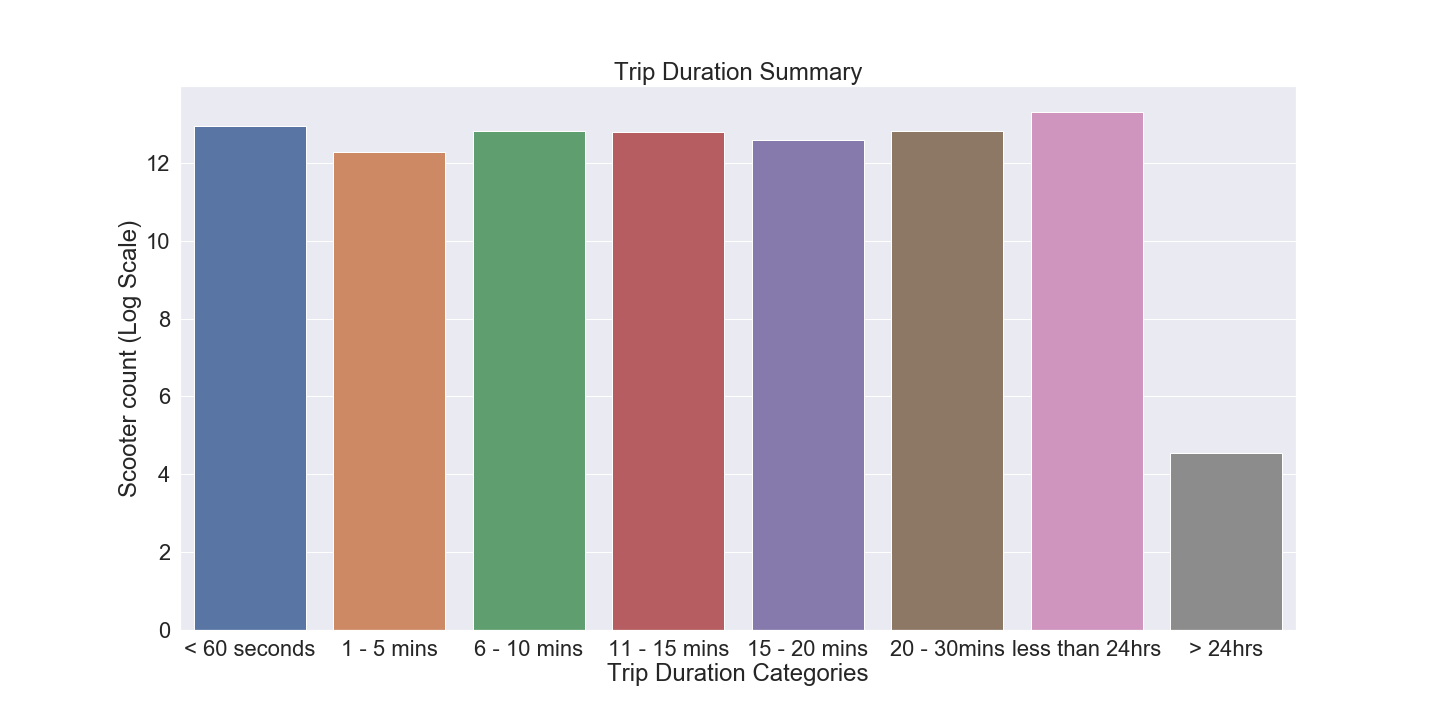 Trip Duration Summary
Scooter count (Log Scale)
12
10
8
6
4
2
0
< 60 seconds 1 - 5 mins 6 - 10 mins 11 - 15 mins 15 - 20 mins 20 - 30mins less than 24hrs > 24hrs
Trip Duration Categories